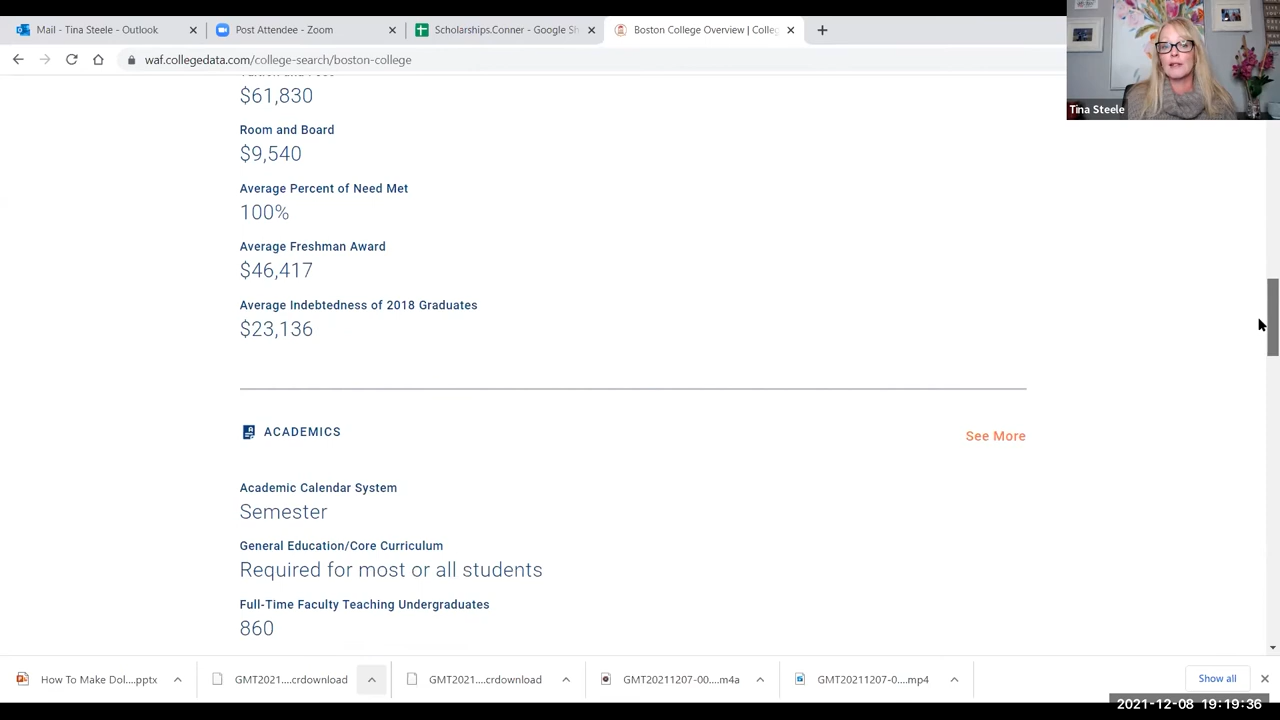 Mail - Tina Steele - Outlook
Post Attendee - Zoom
Scholarships.Conner - Google Sh
Boston College Overview | Colleg
waf.collegedata.com/college-search/boston-college
Tina Steele
$61,830
Room and Board
$9,540
Average Percent of Need Met
100%
Average Freshman Award
$46,417
Average Indebtedness of 2018 Graduates
$23,136
ACADEMICS
See More
Academic Calendar System
Semester
General Education/Core Curriculum
Required for most or all students
Full-Time Faculty Teaching Undergraduates
860
How To Make Dol....pptx
GMT2021....crdownload
GMT2021....crdownload
GMT20211207-00....m4a
GMT20211207-0....mp4
Show all
2021-12-08 19:19:36